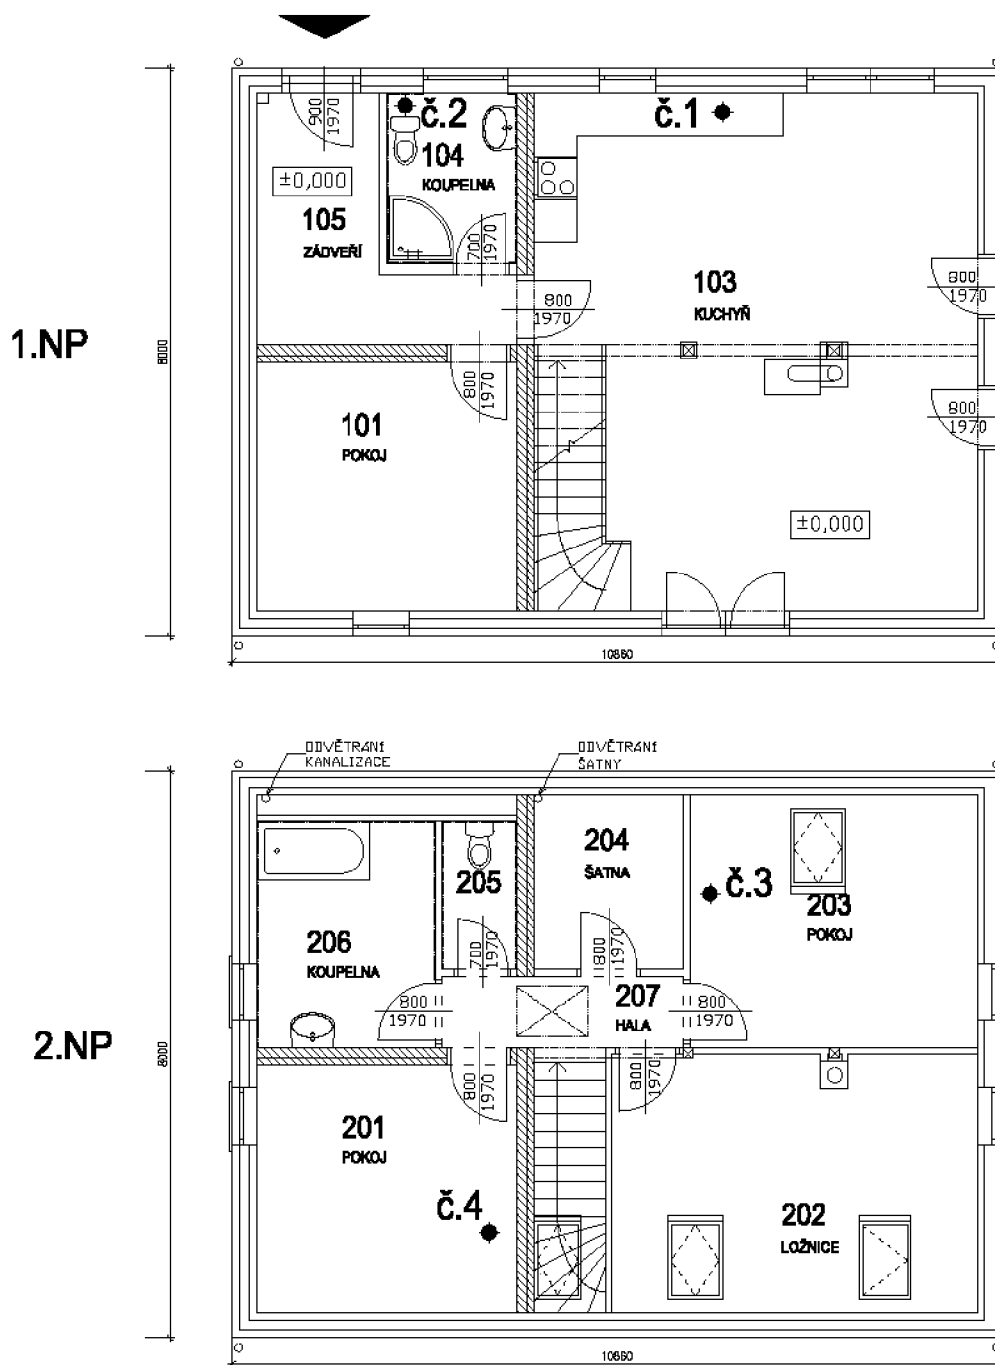 900
1970
č.2
č.1
104
KOUPELNA
±0,000
105
ZÁDVEŘÍ
700
1970
800
1970
103
KUCHYŇ
800
1970
1.NP
8000
800
1970
101
POKOJ
800
1970
±0,000
10860
ODVĚTRÁNÍ
KANALIZACE
ODVĚTRÁNÍ
ŠATNY
204
ŠATNA
205
č.3
203
POKOJ
206
KOUPELNA
700
1970
800
1970
207
HALA
800
1970
800
1970
2.NP
8000
800
1970
800
1970
201
POKOJ
č.4
202
LOŽNICE
10860